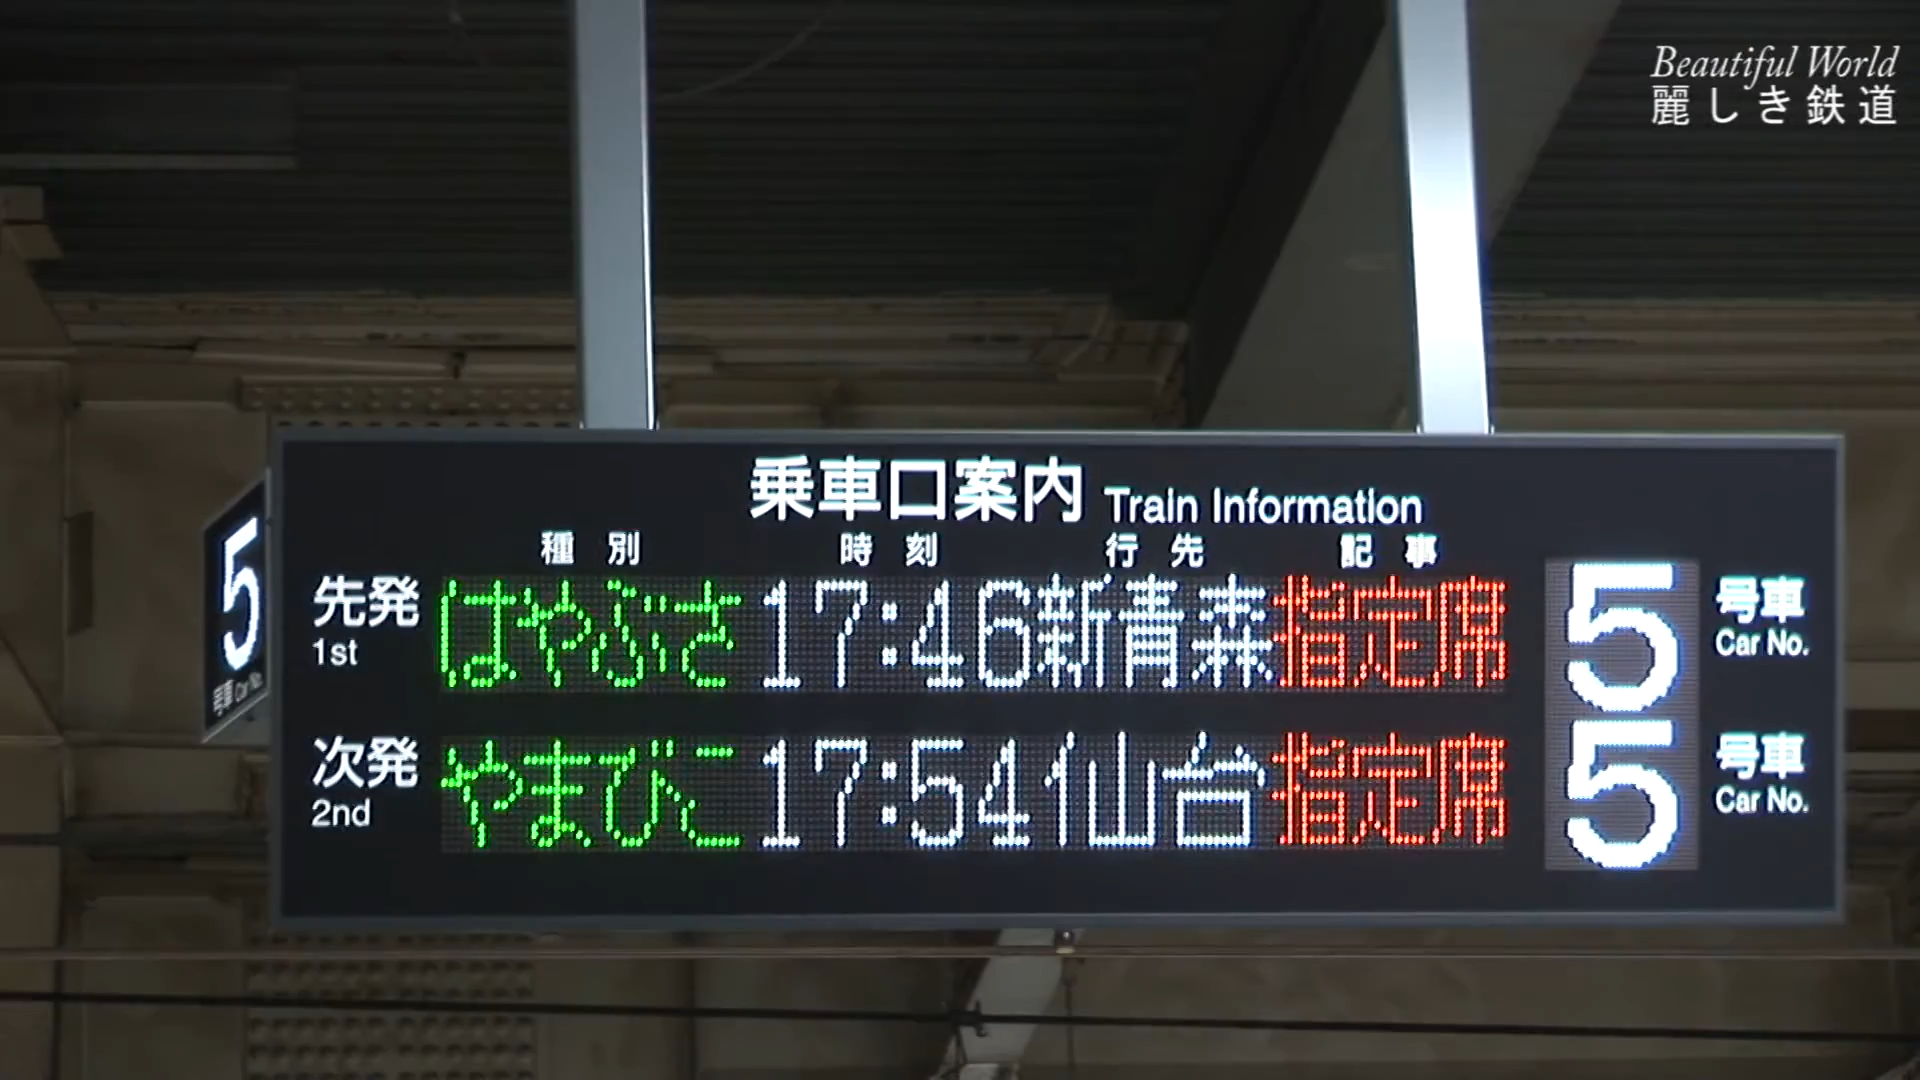 Beautiful World
麗しき鉄道
乗車口案内 Train Information
種別 時刻 行先 記事
先発 はやぶさ 17:46 新青森 指定席 5 号車
1st Car No.
次発 やまびこ 17:54 仙台 指定席 5 号車
2nd Car No.
5
号車 Car No.